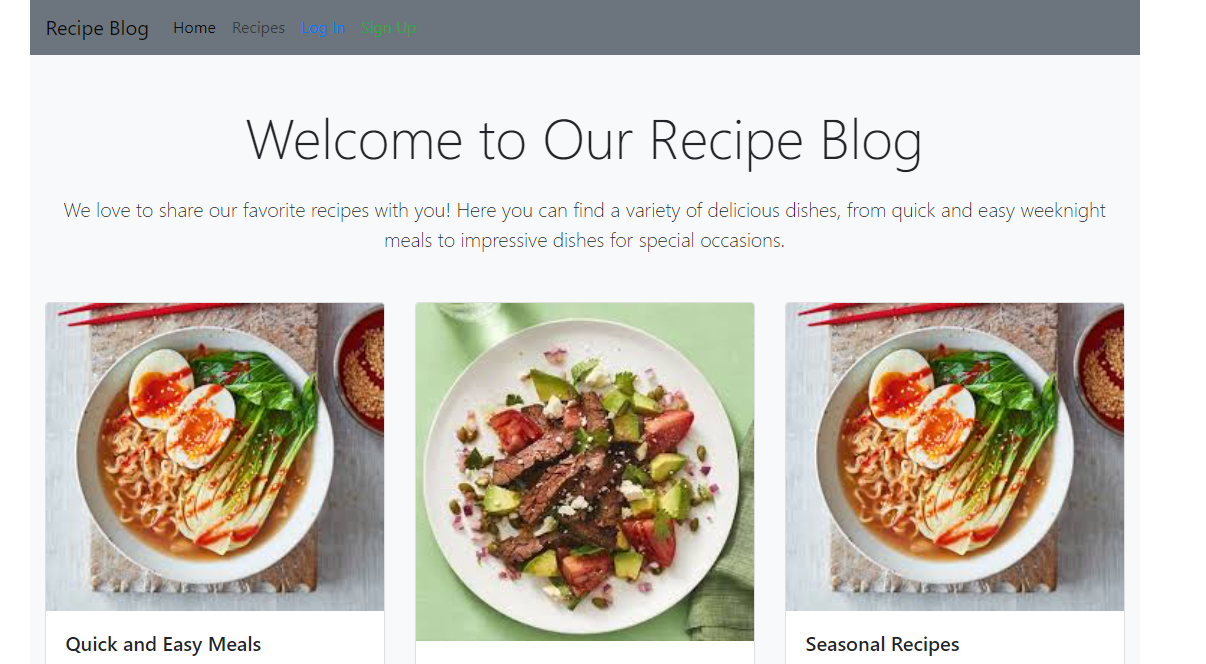 Recipe Blog Home Recipes Log In Sign Up
Welcome to Our Recipe Blog
We love to share our favorite recipes with you! Here you can find a variety of delicious dishes, from quick and easy weeknight
meals to impressive dishes for special occasions.
Quick and Easy Meals
Seasonal Recipes